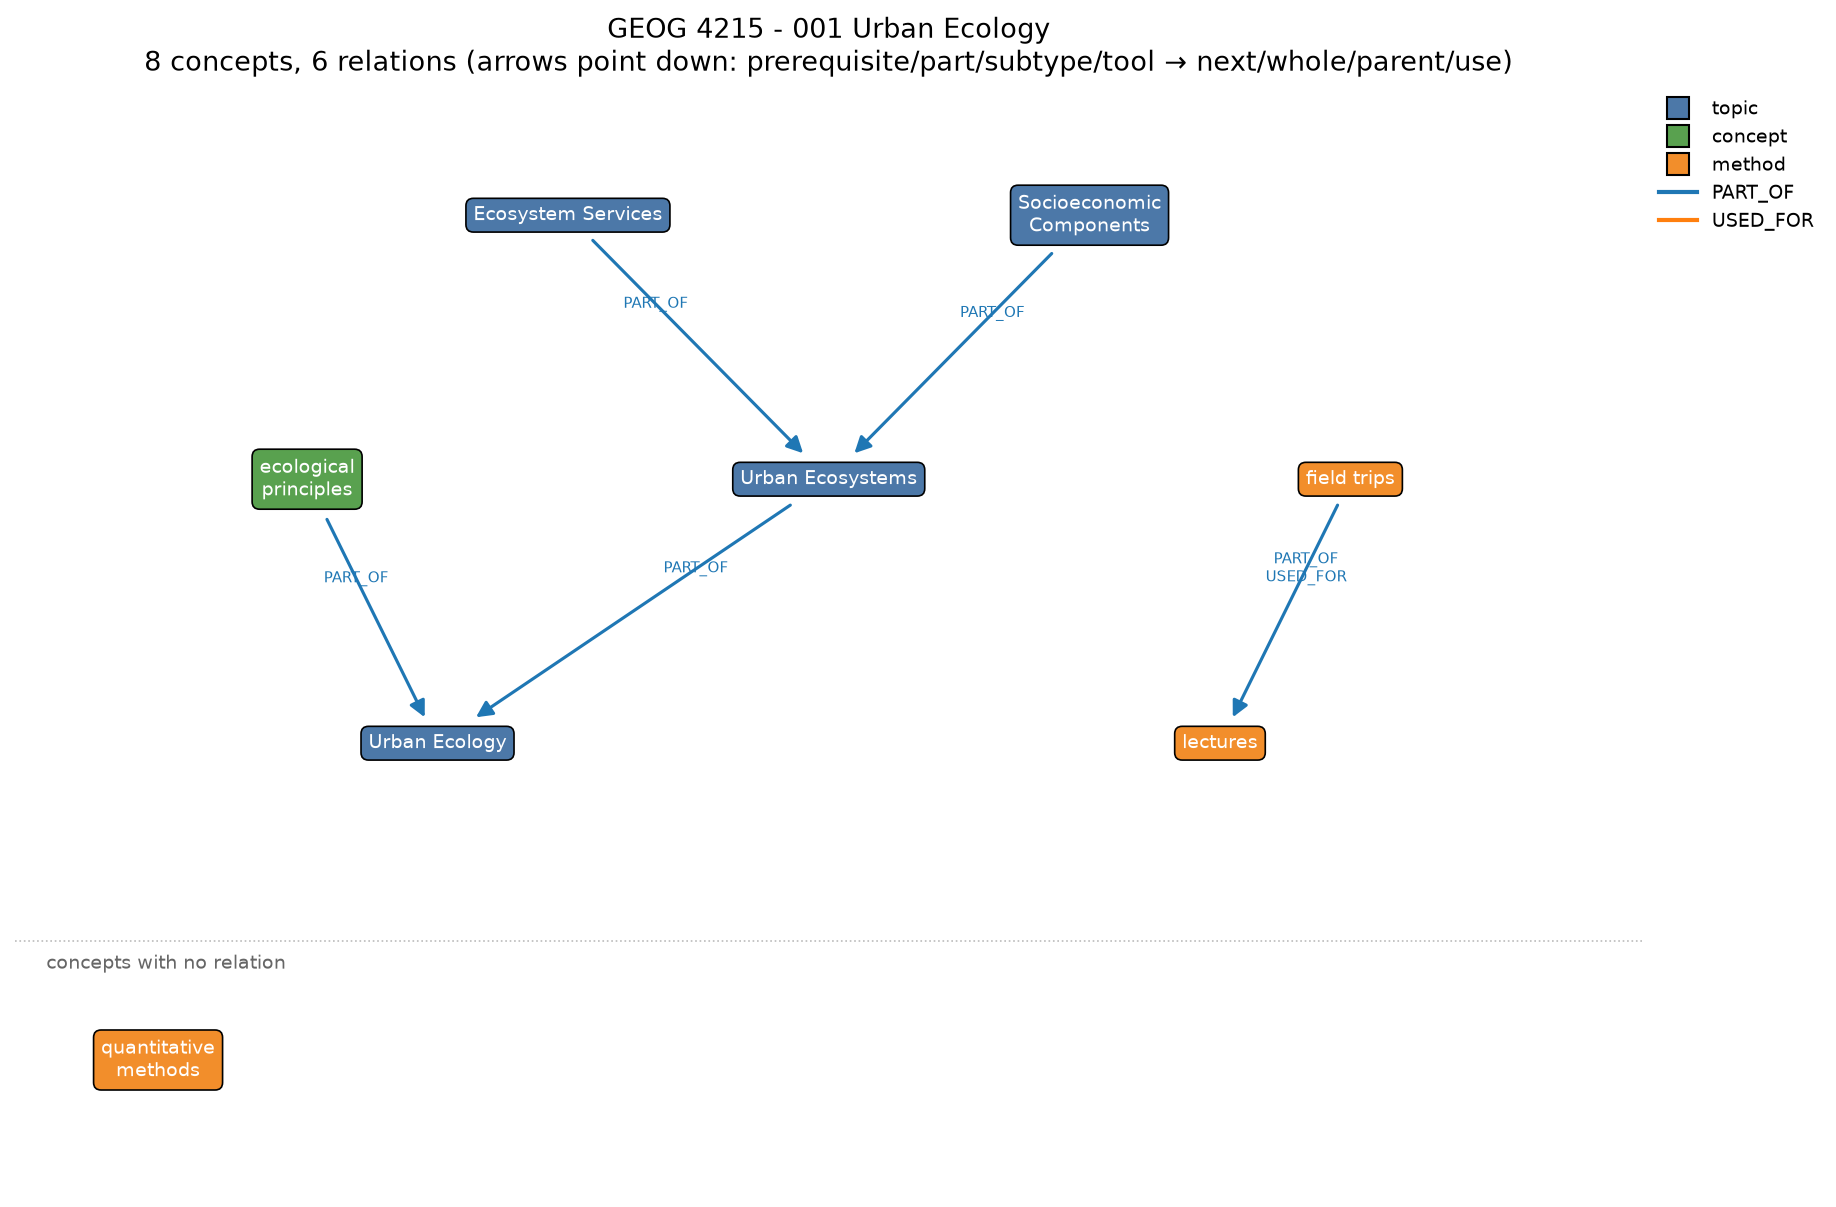 GEOG 4215 - 001 Urban Ecology
8 concepts, 6 relations (arrows point down: prerequisite/part/subtype/tool → next/whole/parent/use)
topic
concept
method
PART_OF
USED_FOR
Ecosystem Services
Socioeconomic
Components
PART_OF
PART_OF
ecological
principles
Urban Ecosystems
field trips
PART_OF
PART_OF
PART_OF
USED_FOR
Urban Ecology
lectures
concepts with no relation
quantitative
methods